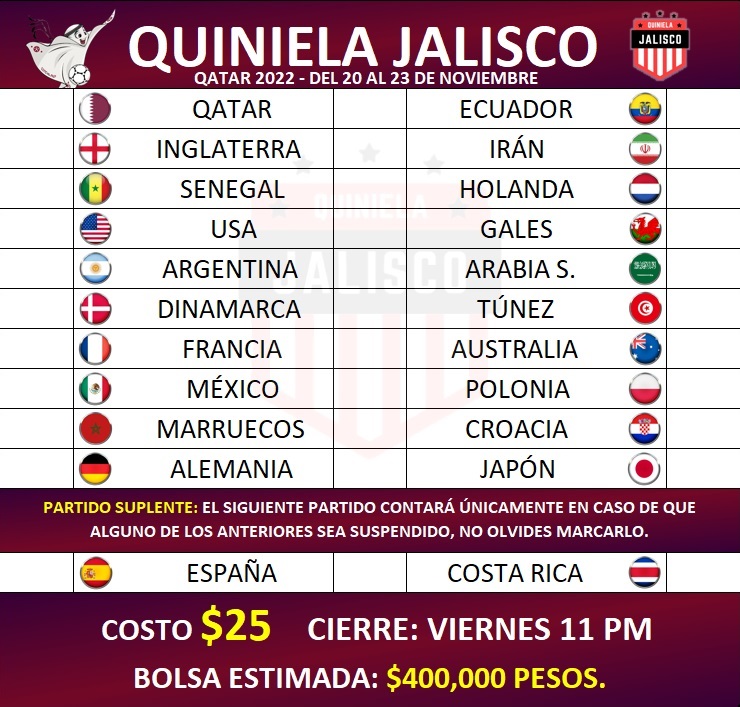 QUINIELA JALISCO
QUINIELA
JALISCO
QATAR 2022 - DEL 20 AL 23 DE NOVIEMBRE
QATAR ECUADOR
INGLATERRA IRÁN
SENEGAL HOLANDA
QUINIELA
USA GALES
ARGENTINA ARABIA S.
JALISCO
DINAMARCA TÚNEZ
FRANCIA AUSTRALIA
MÉXICO POLONIA
MARRUECOS CROACIA
ALEMANIA JAPÓN
PARTIDO SUPLENTE: EL SIGUIENTE PARTIDO CONTARÁ ÚNICAMENTE EN CASO DE QUE
ALGUNO DE LOS ANTERIORES SEA SUSPENDIDO, NO OLVIDES MARCARLO.
ESPAÑA COSTA RICA
COSTO $25 CIERRE: VIERNES 11 PM
BOLSA ESTIMADA: $400,000 PESOS.